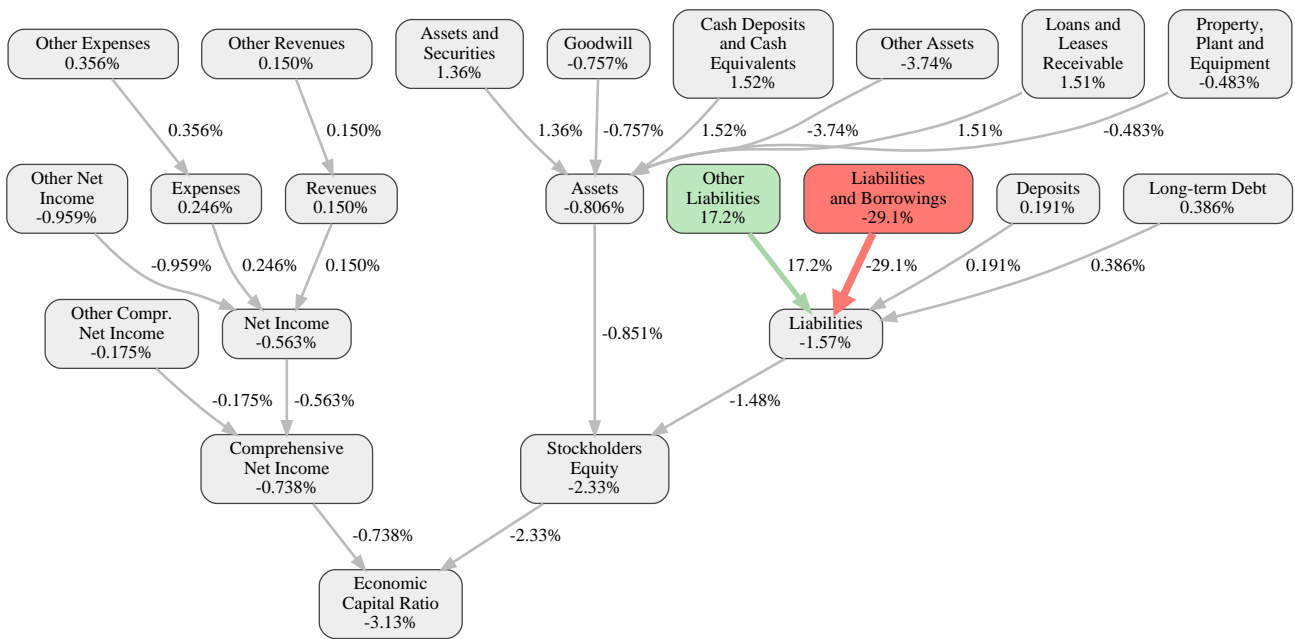 Other Expenses
0.356%
Other Revenues
0.150%
Assets and
Securities
1.36%
Goodwill
-0.757%
Cash Deposits
and Cash
Equivalents
1.52%
Other Assets
-3.74%
Loans and
Leases
Receivable
1.51%
Property,
Plant and
Equipment
-0.483%
0.356%
0.150%
1.36%
-0.757%
1.52%
-3.74%
1.51%
-0.483%
Other Net
Income
-0.959%
Expenses
0.246%
Revenues
0.150%
Assets
-0.806%
Other
Liabilities
17.2%
Liabilities
and Borrowings
-29.1%
Deposits
0.191%
Long-term Debt
0.386%
-0.959%
0.246%
0.150%
17.2%
-29.1%
0.191%
0.386%
Other Compr.
Net Income
-0.175%
Net Income
-0.563%
-0.851%
Liabilities
-1.57%
-0.175%
-0.563%
-1.48%
Comprehensive
Net Income
-0.738%
Stockholders
Equity
-2.33%
-0.738%
-2.33%
Economic
Capital Ratio
-3.13%